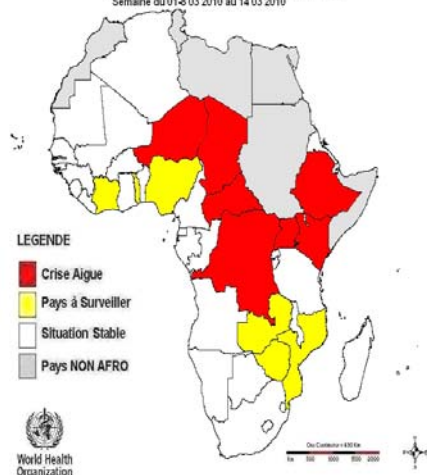 Semaine du 01-8 03 2010 au 14 03 2010
LEGENDE
Crise Aigue
Pays à Surveiller
Situation Stable
Pays NON AFRO
World Health
Organization
Km